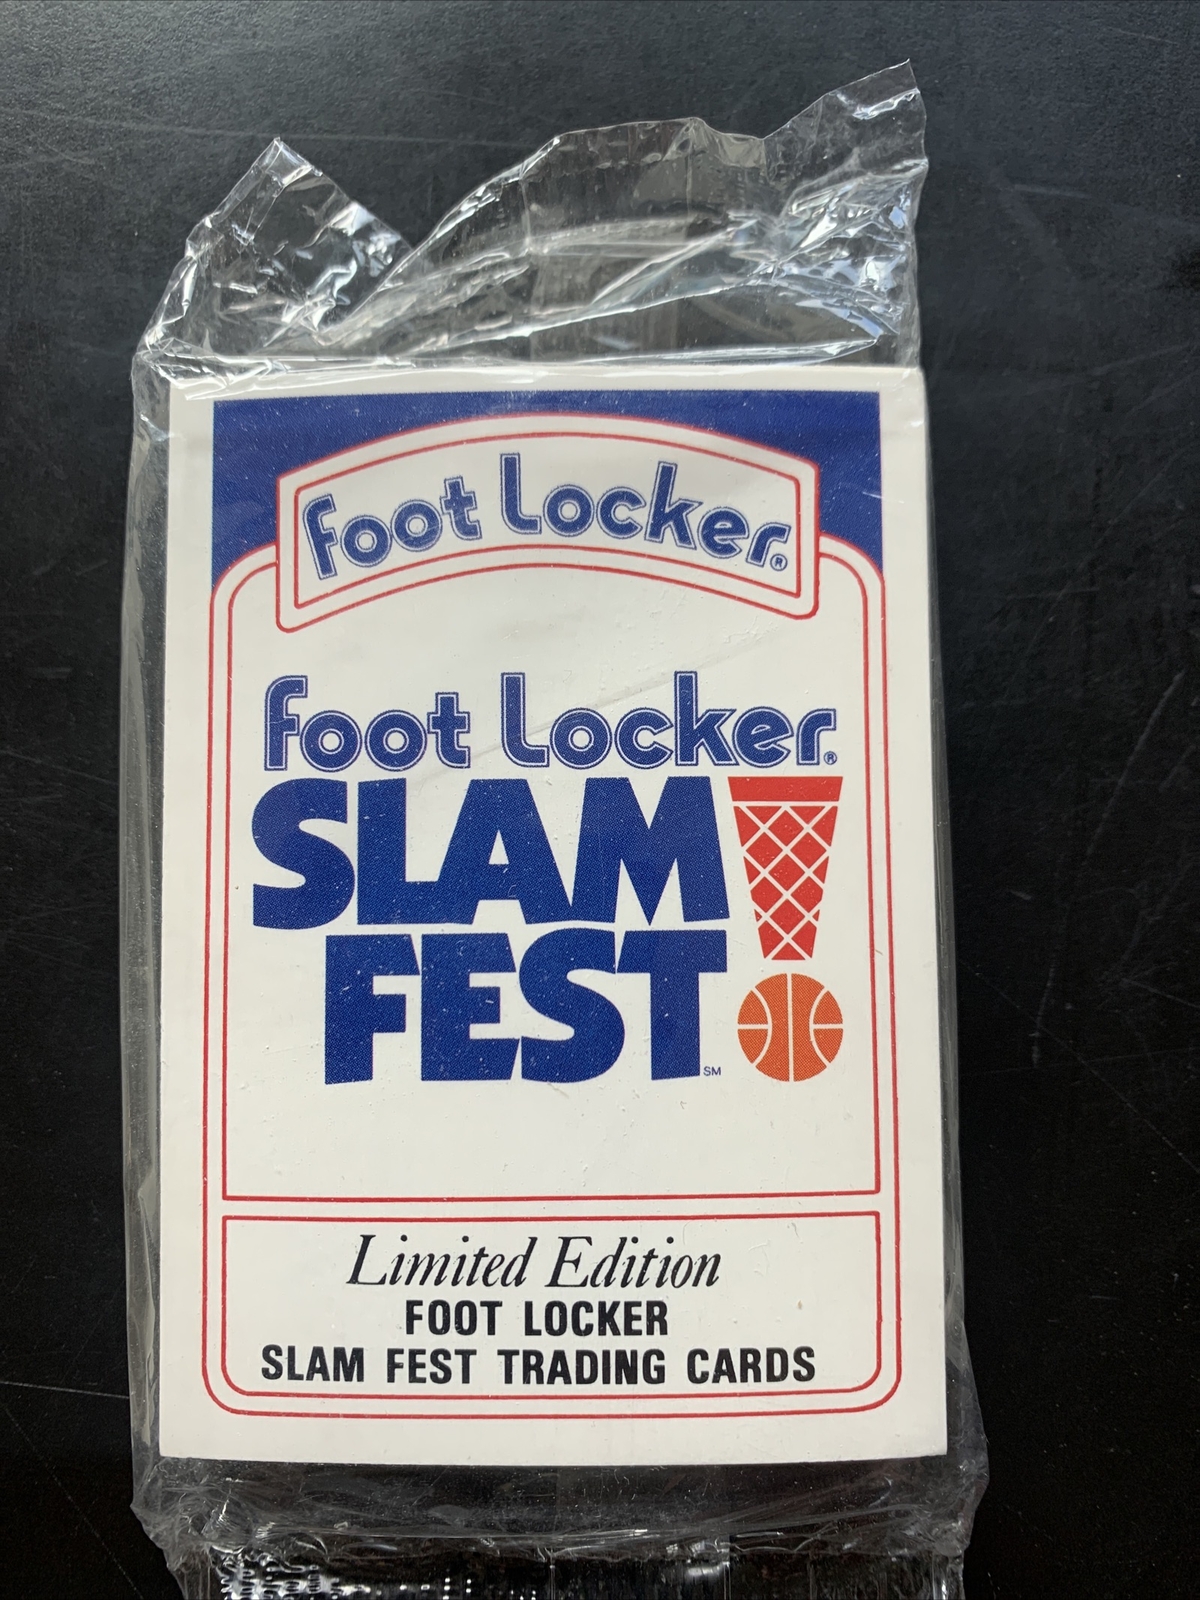 foot Locker®
foot Locker®
SLAM
FEST SM
Limited Edition
FOOT LOCKER
SLAM FEST TRADING CARDS